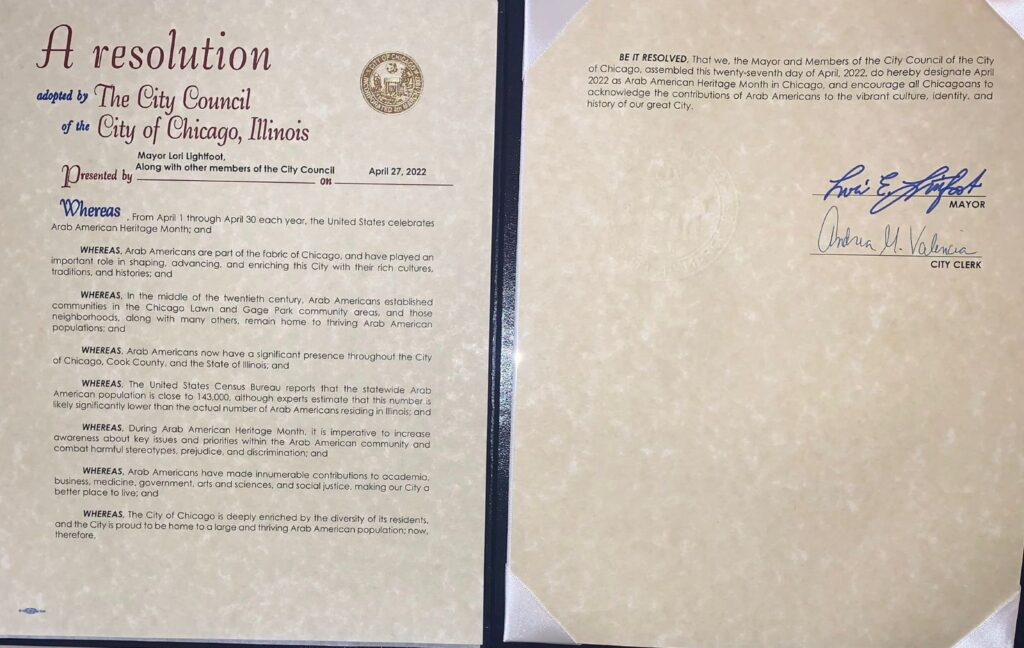 A resolution
adopted by The City Council
of the City of Chicago, Illinois
Mayor Lori Lightfoot,
Along with other members of the City Council
April 27, 2022
Presented by
on
Whereas, From April 1 through April 30 each year, the United States celebrates
Arab American Heritage Month; and
WHEREAS, Arab Americans are part of the fabric of Chicago, and have played an
important role in shaping, advancing, and enriching this City with their rich cultures,
traditions, and histories; and
WHEREAS, In the middle of the twentieth century, Arab Americans established
communities in the Chicago Lawn and Gage Park community areas, and those
neighborhoods, along with many others, remain home to thriving Arab American
populations; and
WHEREAS, Arab Americans now have a significant presence throughout the City
of Chicago, Cook County, and the State of Illinois; and
WHEREAS, The United States Census Bureau reports that the statewide Arab
American population is close to 143,000, although experts estimate that this number is
likely significantly lower than the actual number of Arab Americans residing in Illinois; and
WHEREAS, During Arab American Heritage Month, it is imperative to increase
awareness about key issues and priorities within the Arab American community and
combat harmful stereotypes, prejudice, and discrimination; and
WHEREAS, Arab Americans have made innumerable contributions to academia,
business, medicine, government, arts and sciences, and social justice, making our City a
better place to live; and
WHEREAS, The City of Chicago is deeply enriched by the diversity of its residents,
and the City is proud to be home to a large and thriving Arab American population; now,
therefore,
BE IT RESOLVED, That we, the Mayor and Members of the City Council of the City
of Chicago, assembled this twenty-seventh day of April, 2022, do hereby designate April
2022 as Arab American Heritage Month in Chicago, and encourage all Chicagoans to
acknowledge the contributions of Arab Americans to the vibrant culture, identity, and
history of our great City.
Lori E. Lightfoot
MAYOR
Andrea M. Valencia
CITY CLERK